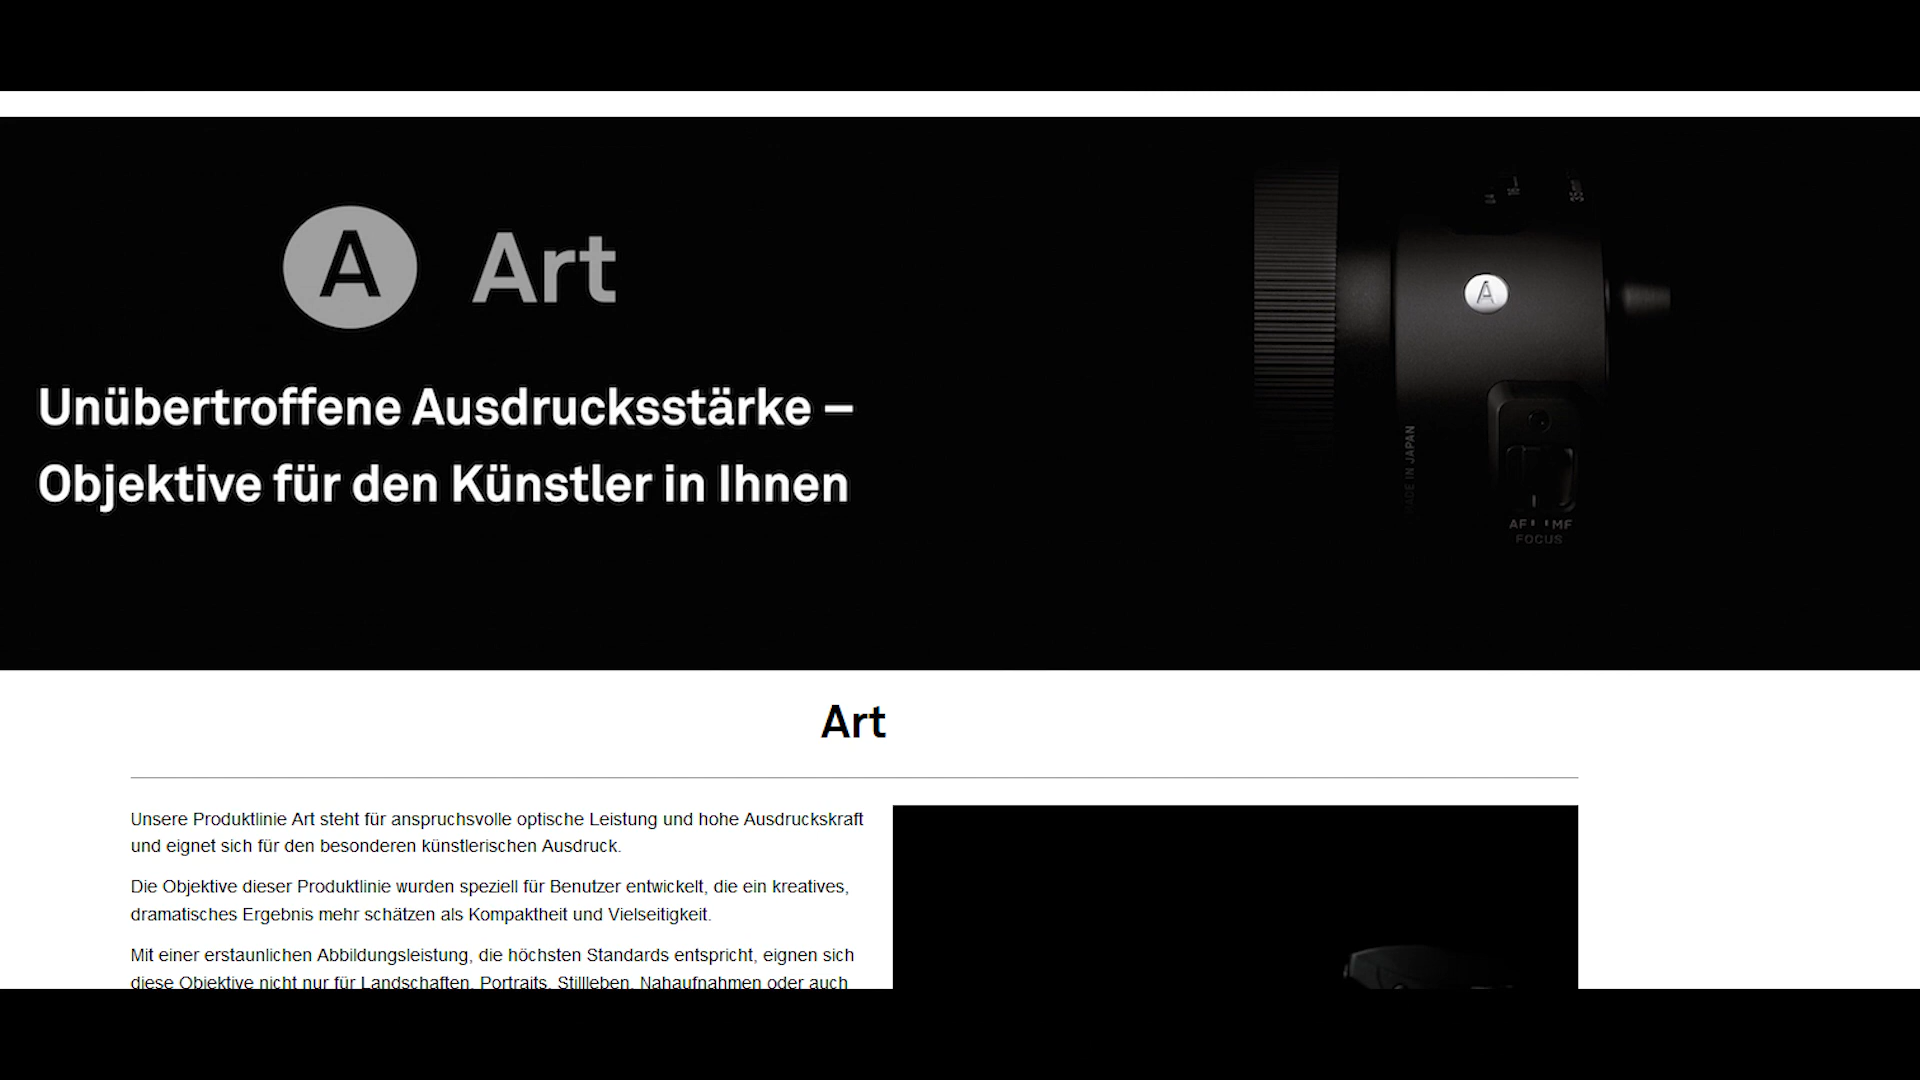 A Art
Unübertroffene Ausdrucksstärke –
Objektive für den Künstler in Ihnen
A
MADE IN JAPAN
AF MF
FOCUS
Art
Unsere Produktlinie Art steht für anspruchsvolle optische Leistung und hohe Ausdruckskraft
und eignet sich für den besonderen künstlerischen Ausdruck.
Die Objektive dieser Produktlinie wurden speziell für Benutzer entwickelt, die ein kreatives,
dramatisches Ergebnis mehr schätzen als Kompaktheit und Vielseitigkeit.
Mit einer erstaunlichen Abbildungsleistung, die höchsten Standards entspricht, eignen sich
diese Objektive nicht nur für Landschaften, Portraits, Stillleben, Nahaufnahmen oder auch